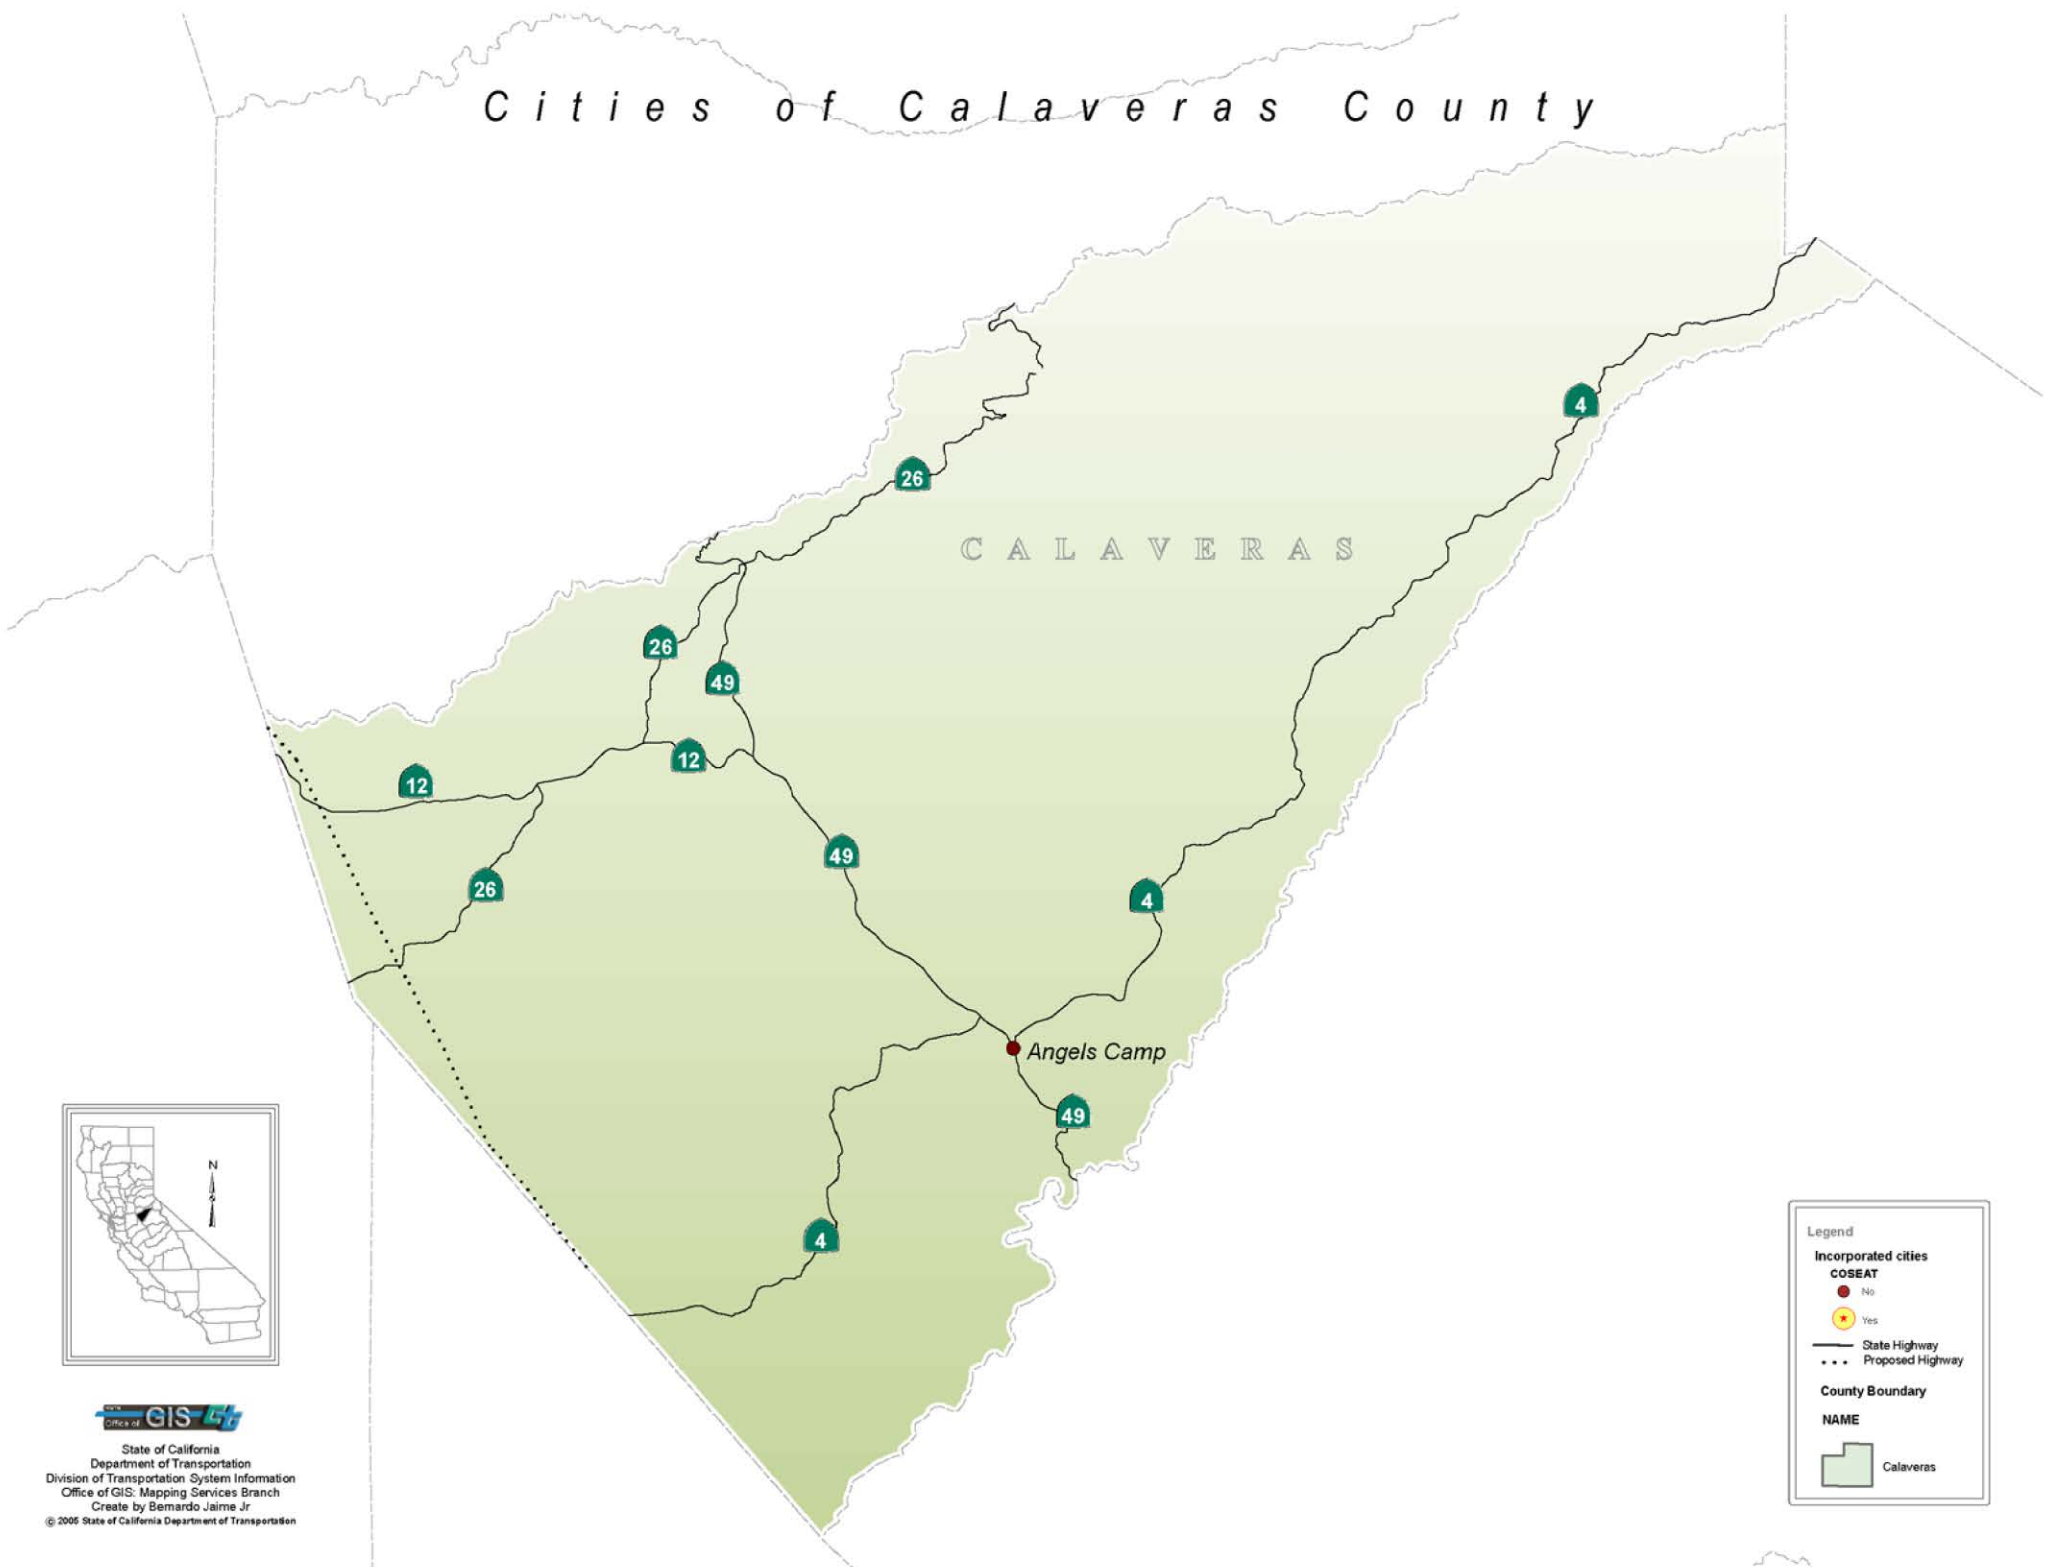 Cities of Calaveras County
4
26
CALAVERAS
26
49
12
12
49
26
4
Angels Camp
49
4
N
Office of GIS
State of California
Department of Transportation
Division of Transportation System Information
Office of GIS: Mapping Services Branch
Create by Bernardo Jaime Jr
© 2005 State of California Department of Transportation
Legend
Incorporated cities
COSEAT
No
Yes
State Highway
Proposed Highway
County Boundary
NAME
Calaveras